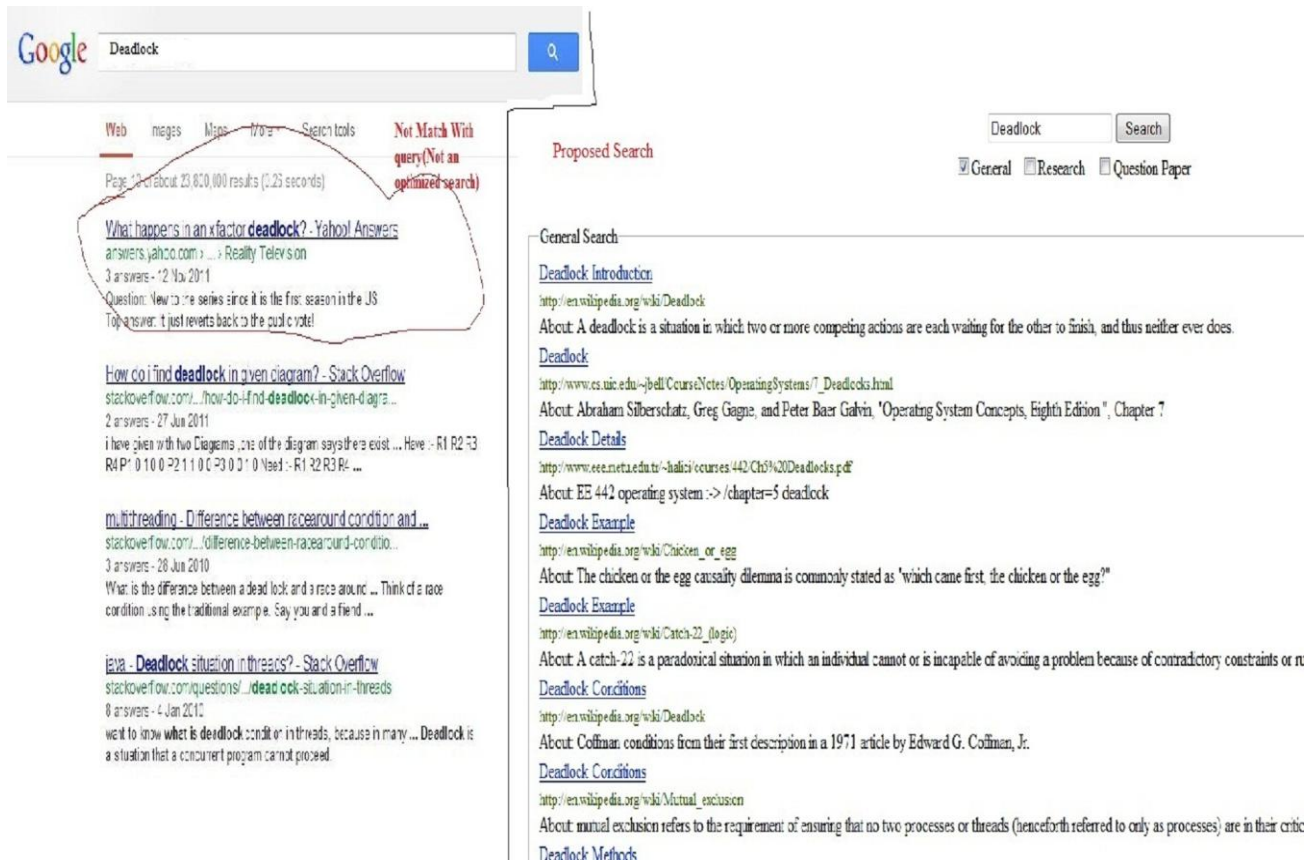 Google
Deadlock
Web Images Maps More Search tools
Not Match With
query(Not an
optimized search)
Page 13 of about 23,800,000 results (0.26 seconds)
What happens in an x factor deadlock? - Yahoo! Answers
answers.yahoo.com › ... › Reality Television
3 answers - 12 Nov 2011
Question: New to the series since it is the first season in the US
Top answer: It just reverts back to the public vote!
How do i find deadlock in given diagram? - Stack Overflow
stackoverflow.com/.../how-do-i-find-deadlock-in-given-diagra...
2 answers - 27 Jun 2011
i have given with two Diagrams ,one of the diagram says there exist ... Have :- R1 R2 R3
R4 P1 0 1 0 0 P2 1 1 0 0 P3 0 0 1 0 Need :- R1 R2 R3 R4 ...
multithreading - Difference between racearound condition and ...
stackoverflow.com/.../difference-between-racearound-conditio...
3 answers - 28 Jun 2010
What is the difference between a dead lock and a race around ... Think of a race
condition using the traditional example. Say you and a friend ...
java - Deadlock situation in threads? - Stack Overflow
stackoverflow.com/questions/.../deadlock-situation-in-threads
8 answers - 4 Jan 2010
want to know what is deadlock condition in threads, because in many ... Deadlock is
a situation that a concurrent program cannot proceed.
Proposed Search
Deadlock Search
General Research Question Paper
General Search
Deadlock Introduction
http://en.wikipedia.org/wiki/Deadlock
About: A deadlock is a situation in which two or more competing actions are each waiting for the other to finish, and thus neither ever does.
Deadlock
http://www.cs.uic.edu/~jbell/CourseNotes/OperatingSystems/7_Deadlocks.html
About: Abraham Silberschatz, Greg Gagne, and Peter Baer Galvin, "Operating System Concepts, Eighth Edition ", Chapter 7
Deadlock Details
http://www.eee.metu.edu.tr/~halici/courses/442/Ch5%20Deadlocks.pdf
About: EE 442 operating system :-> /chapter=5 deadlock
Deadlock Example
http://en.wikipedia.org/wiki/Chicken_or_egg
About: The chicken or the egg causality dilemma is commonly stated as "which came first, the chicken or the egg?"
Deadlock Example
http://en.wikipedia.org/wiki/Catch-22_(logic)
About: A catch-22 is a paradoxical situation in which an individual cannot or is incapable of avoiding a problem because of contradictory constraints or ru
Deadlock Conditions
http://en.wikipedia.org/wiki/Deadlock
About: Coffman conditions from their first description in a 1971 article by Edward G. Coffman, Jr.
Deadlock Conditions
http://en.wikipedia.org/wiki/Mutual_exclusion
About: mutual exclusion refers to the requirement of ensuring that no two processes or threads (henceforth referred to only as processes) are in their critic
Deadlock Methods